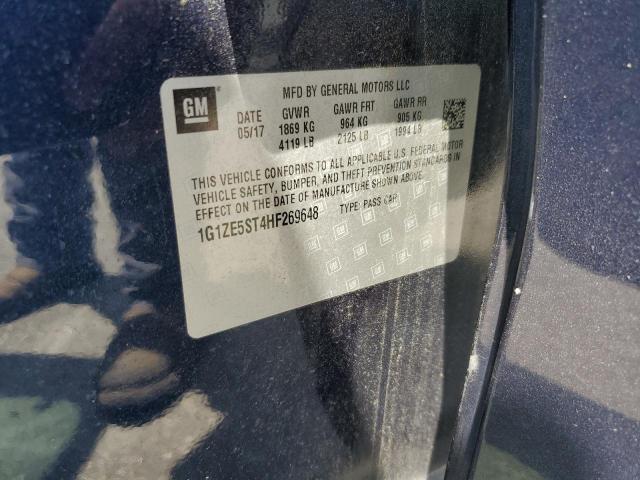 GM
MFD BY GENERAL MOTORS LLC
DATE GVWR GAWR FRT GAWR RR
05/17 1869 KG 964 KG 905 KG
4119 LB 2125 LB 1994 LB
THIS VEHICLE CONFORMS TO ALL APPLICABLE U.S. FEDERAL MOTOR
VEHICLE SAFETY, BUMPER, AND THEFT PREVENTION STANDARDS IN
EFFECT ON THE DATE OF MANUFACTURE SHOWN ABOVE.
1G1ZE5ST4HF269648 TYPE: PASS CAR